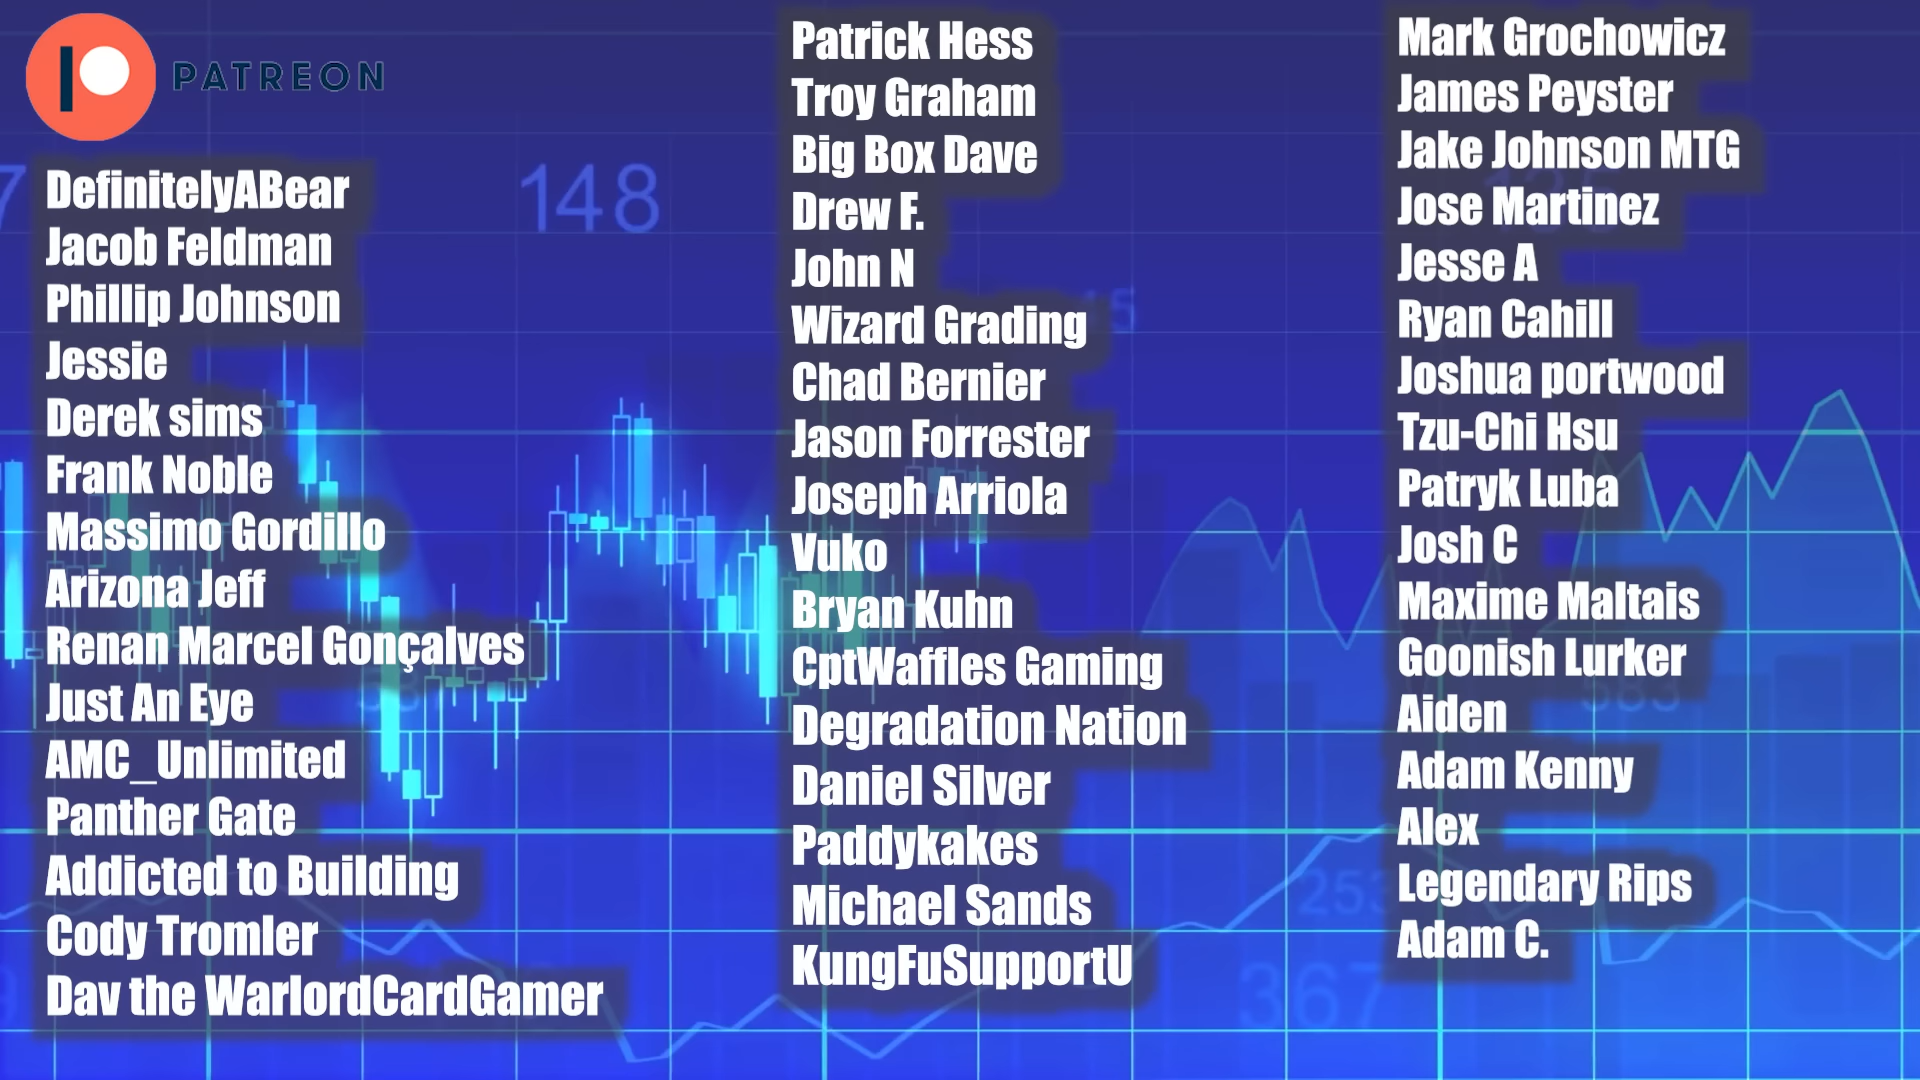 PATREON
DefinitelyABear
Jacob Feldman
Phillip Johnson
Jessie
Derek sims
Frank Noble
Massimo Gordillo
Arizona Jeff
Renan Marcel Gonçalves
Just An Eye
AMC_Unlimited
Panther Gate
Addicted to Building
Cody Tromler
Dav the WarlordCardGamer
Patrick Hess
Troy Graham
Big Box Dave
Drew F.
John N
Wizard Grading
Chad Bernier
Jason Forrester
Joseph Arriola
Vuko
Bryan Kuhn
CptWaffles Gaming
Degradation Nation
Daniel Silver
Paddykakes
Michael Sands
KungFuSupportU
Mark Grochowicz
James Peyster
Jake Johnson MTG
Jose Martinez
Jesse A
Ryan Cahill
Joshua portwood
Tzu-Chi Hsu
Patryk Luba
Josh C
Maxime Maltais
Goonish Lurker
Aiden
Adam Kenny
Alex
Legendary Rips
Adam C.
148
583
253
367